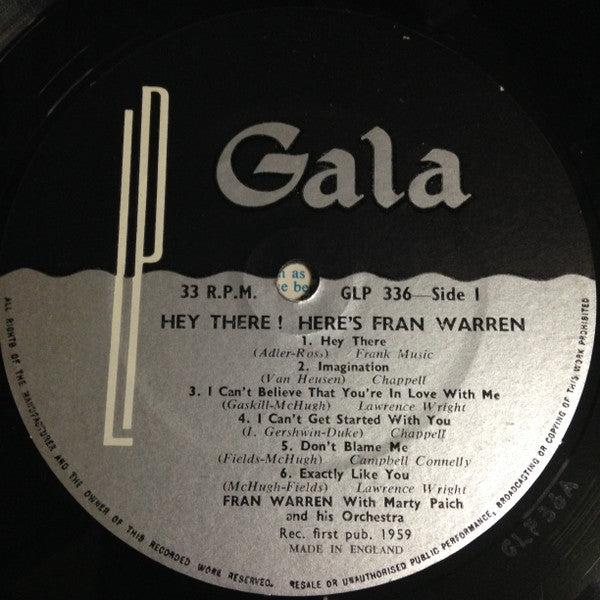 LP
Gala
n as
e be
33 R.P.M. GLP 336—Side 1
HEY THERE! HERE'S FRAN WARREN
1. Hey There
(Adler-Ross) Frank Music
2. Imagination
(Van Heusen) Chappell
3. I Can't Believe That You're In Love With Me
(Gaskill-McHugh) Lawrence Wright
4. I Can't Get Started With You
(I. Gershwin-Duke) Chappell
5. Don't Blame Me
(Fields-McHugh) Campbell Connelly
6. Exactly Like You
(McHugh-Fields) Lawrence Wright
FRAN WARREN With Marty Paich
and his Orchestra
Rec. first pub. 1959
MADE IN ENGLAND
ALL RIGHTS OF THE MANUFACTURER AND THE OWNER OF THIS RECORDED WORK RESERVED. RESALE OR UNAUTHORISED PUBLIC PERFORMANCE, BROADCASTING OR COPYING OF THIS WORK PROHIBITED
GLP36A